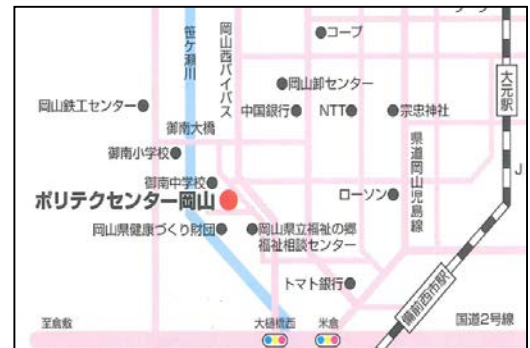 コープ
笹ヶ瀬川
岡山西バイパス
大元駅
岡山卸センター
岡山鉄工センター
中国銀行
NTT
宗忠神社
御南大橋
御南小学校
県道岡山児島線
J
御南中学校
ポリテクセンター岡山
ローソン
岡山県健康づくり財団
岡山県立福祉の郷
福祉相談センター
トマト銀行
備前西市駅
至倉敷
大樋橋西
米倉
国道2号線